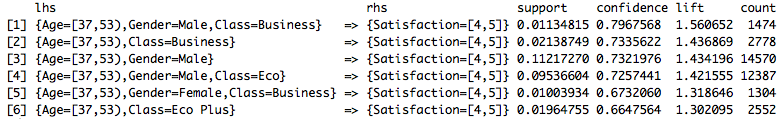 lhs rhs support confidence lift count
[1] {Age=[37,53),Gender=Male,Class=Business} => {Satisfaction=[4,5]} 0.01134815 0.7967568 1.560652 1474
[2] {Age=[37,53),Class=Business} => {Satisfaction=[4,5]} 0.02138749 0.7335622 1.436869 2778
[3] {Age=[37,53),Gender=Male} => {Satisfaction=[4,5]} 0.11217270 0.7321976 1.434196 14570
[4] {Age=[37,53),Gender=Male,Class=Eco} => {Satisfaction=[4,5]} 0.09536604 0.7257441 1.421555 12387
[5] {Age=[37,53),Gender=Female,Class=Business} => {Satisfaction=[4,5]} 0.01003934 0.6732060 1.318646 1304
[6] {Age=[37,53),Class=Eco Plus} => {Satisfaction=[4,5]} 0.01964755 0.6647564 1.302095 2552